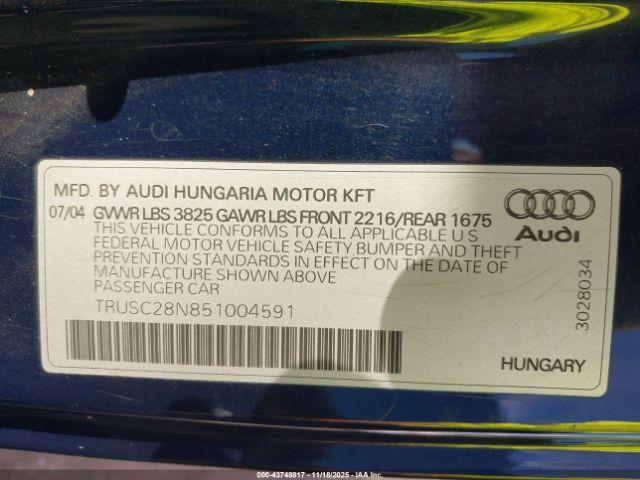 MFD. BY AUDI HUNGARIA MOTOR KFT
07/04 GVWR LBS 3825 GAWR LBS FRONT 2216/REAR 1675
THIS VEHICLE CONFORMS TO ALL APPLICABLE U S
FEDERAL MOTOR VEHICLE SAFETY, BUMPER AND THEFT
PREVENTION STANDARDS IN EFFECT ON THE DATE OF
MANUFACTURE SHOWN ABOVE
PASSENGER CAR
TRUSC28N851004591
Audi
3028034
HUNGARY
000-43748817 - 11/18/2025 - IAA Corp.